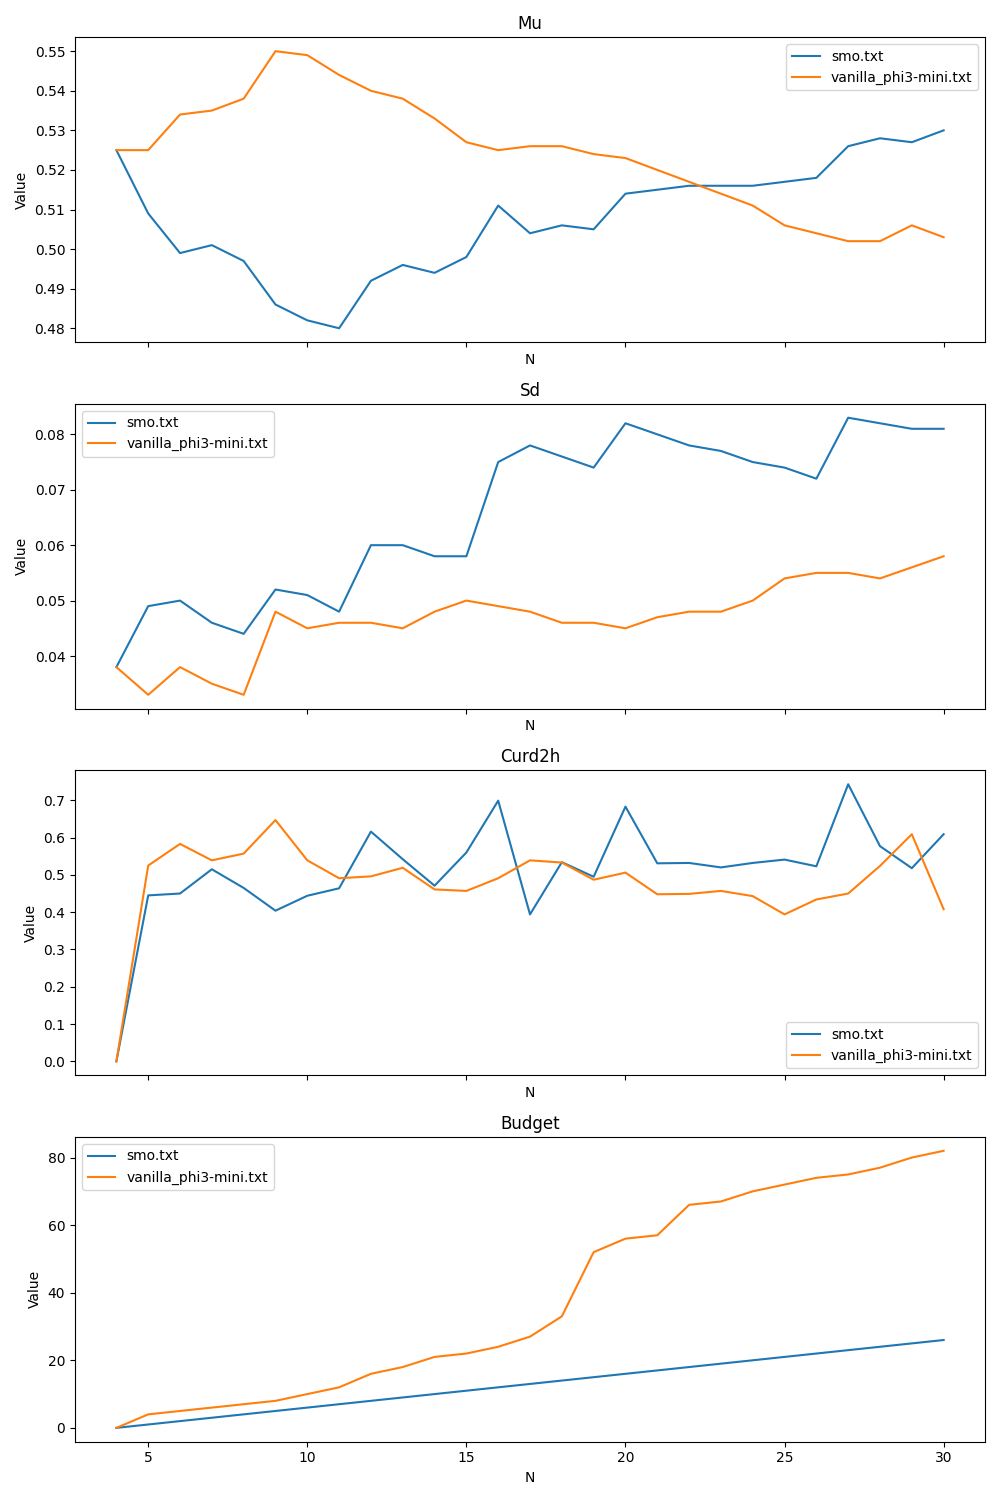 Mu
0.55
0.54
0.53
0.52
0.51
0.50
0.49
0.48
Value
smo.txt
vanilla_phi3-mini.txt
N
Sd
0.08
0.07
0.06
0.05
0.04
Value
smo.txt
vanilla_phi3-mini.txt
N
Curd2h
0.7
0.6
0.5
0.4
0.3
0.2
0.1
0.0
Value
smo.txt
vanilla_phi3-mini.txt
N
Budget
80
60
40
20
0
Value
smo.txt
vanilla_phi3-mini.txt
5 10 15 20 25 30
N